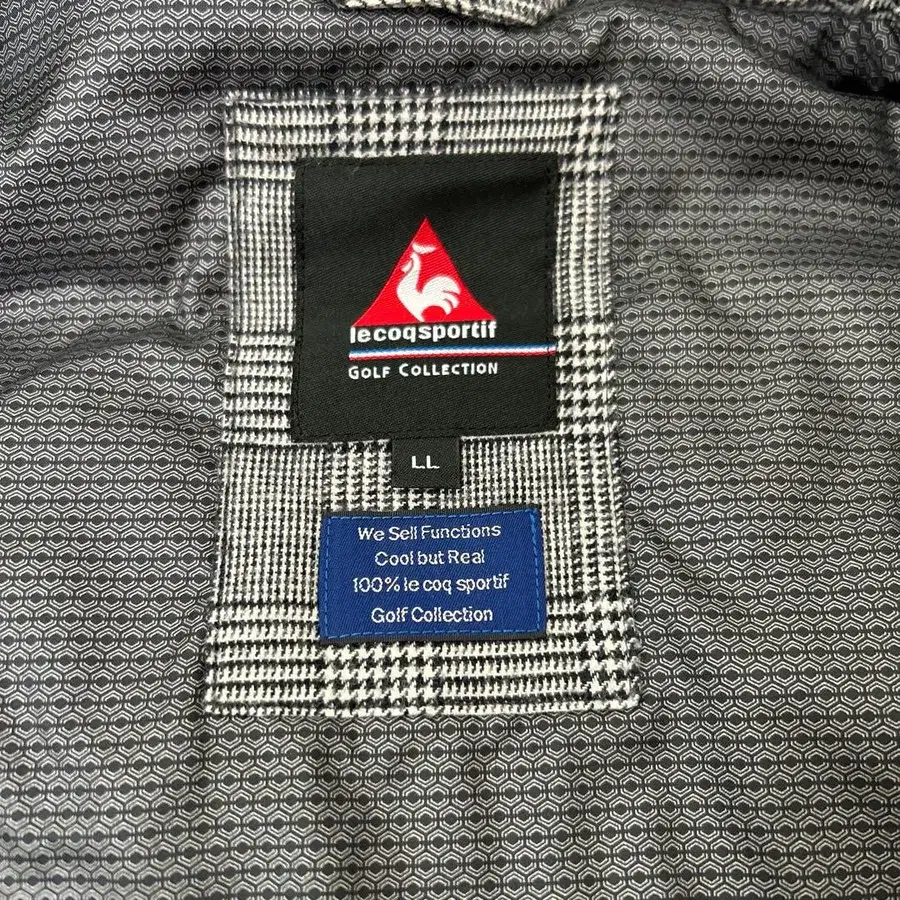 lecoqsportif
GOLF COLLECTION
LL
We Sell Functions
Cool but Real
100% le coq sportif
Golf Collection